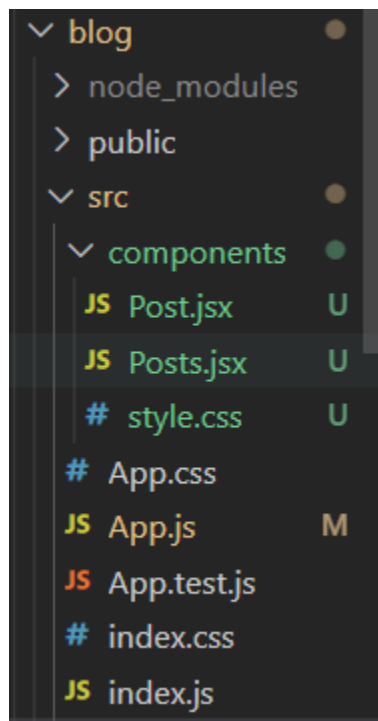 blog
node_modules
public
src
components
JS Post.jsx U
JS Posts.jsx U
# style.css U
# App.css
JS App.js M
JS App.test.js
# index.css
JS index.js